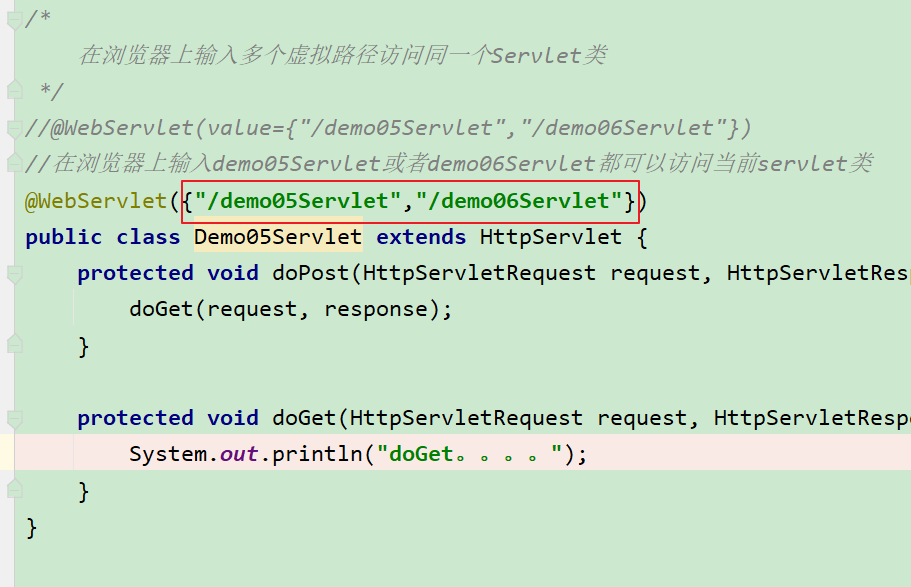 /*
    在浏览器上输入多个虚拟路径访问同一个Servlet类
 */
//@WebServlet(value={"/demo05Servlet","/demo06Servlet"})
//在浏览器上输入demo05Servlet或者demo06Servlet都可以访问当前servlet类
@WebServlet({"/demo05Servlet","/demo06Servlet"})
public class Demo05Servlet extends HttpServlet {
    protected void doPost(HttpServletRequest request, HttpServletResp
        doGet(request, response);
    }
    protected void doGet(HttpServletRequest request, HttpServletRespo
        System.out.println("doGet。。。。");
    }
}